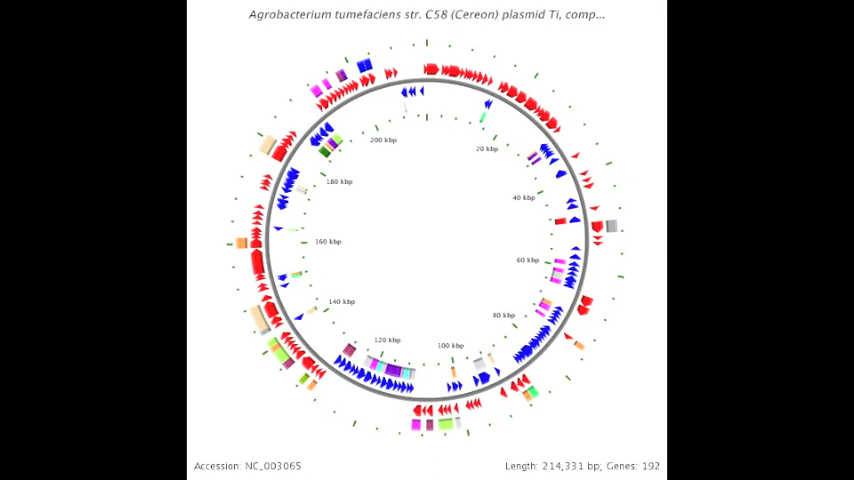 Agrobacterium tumefaciens str. C58 (Cereon) plasmid Ti, comp...
200 kbp
20 kbp
180 kbp
40 kbp
160 kbp
60 kbp
140 kbp
80 kbp
120 kbp
100 kbp
Accession: NC_003065
Length: 214,331 bp; Genes: 192